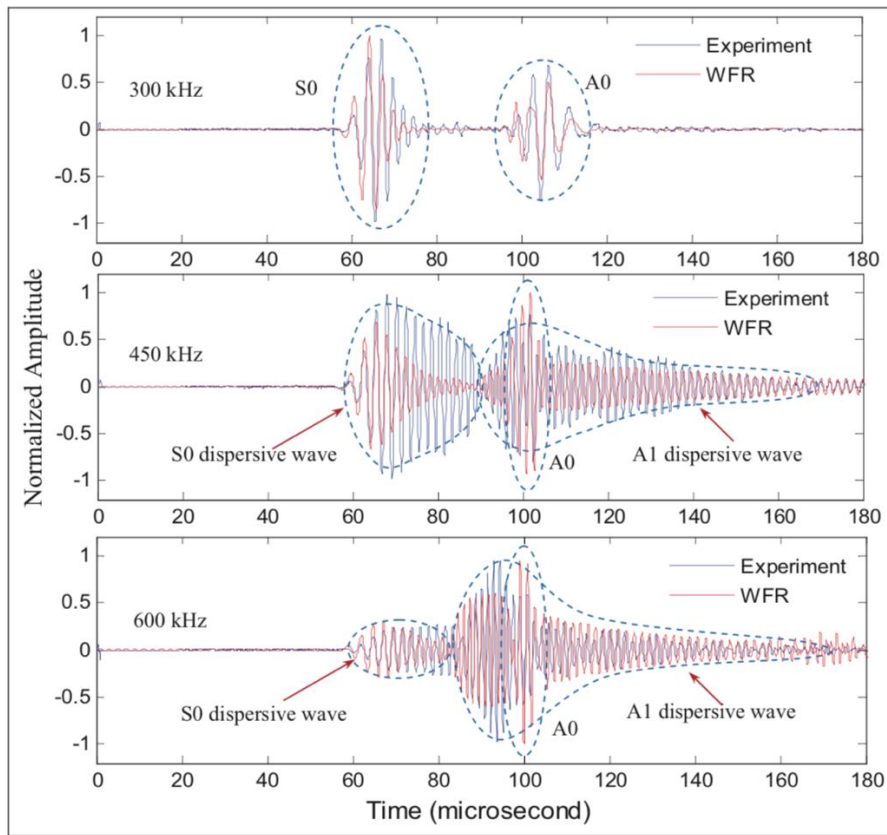 Normalized Amplitude
1
0.5
0
-0.5
-1
300 kHz
S0
A0
Experiment
WFR
0 20 40 60 80 100 120 140 160 180
1
0.5
0
-0.5
-1
450 kHz
Experiment
WFR
S0 dispersive wave
A0
A1 dispersive wave
0 20 40 60 80 100 120 140 160 180
1
0.5
0
-0.5
-1
600 kHz
Experiment
WFR
S0 dispersive wave
A0
A1 dispersive wave
0 20 40 60 80 100 120 140 160 180
Time (microsecond)